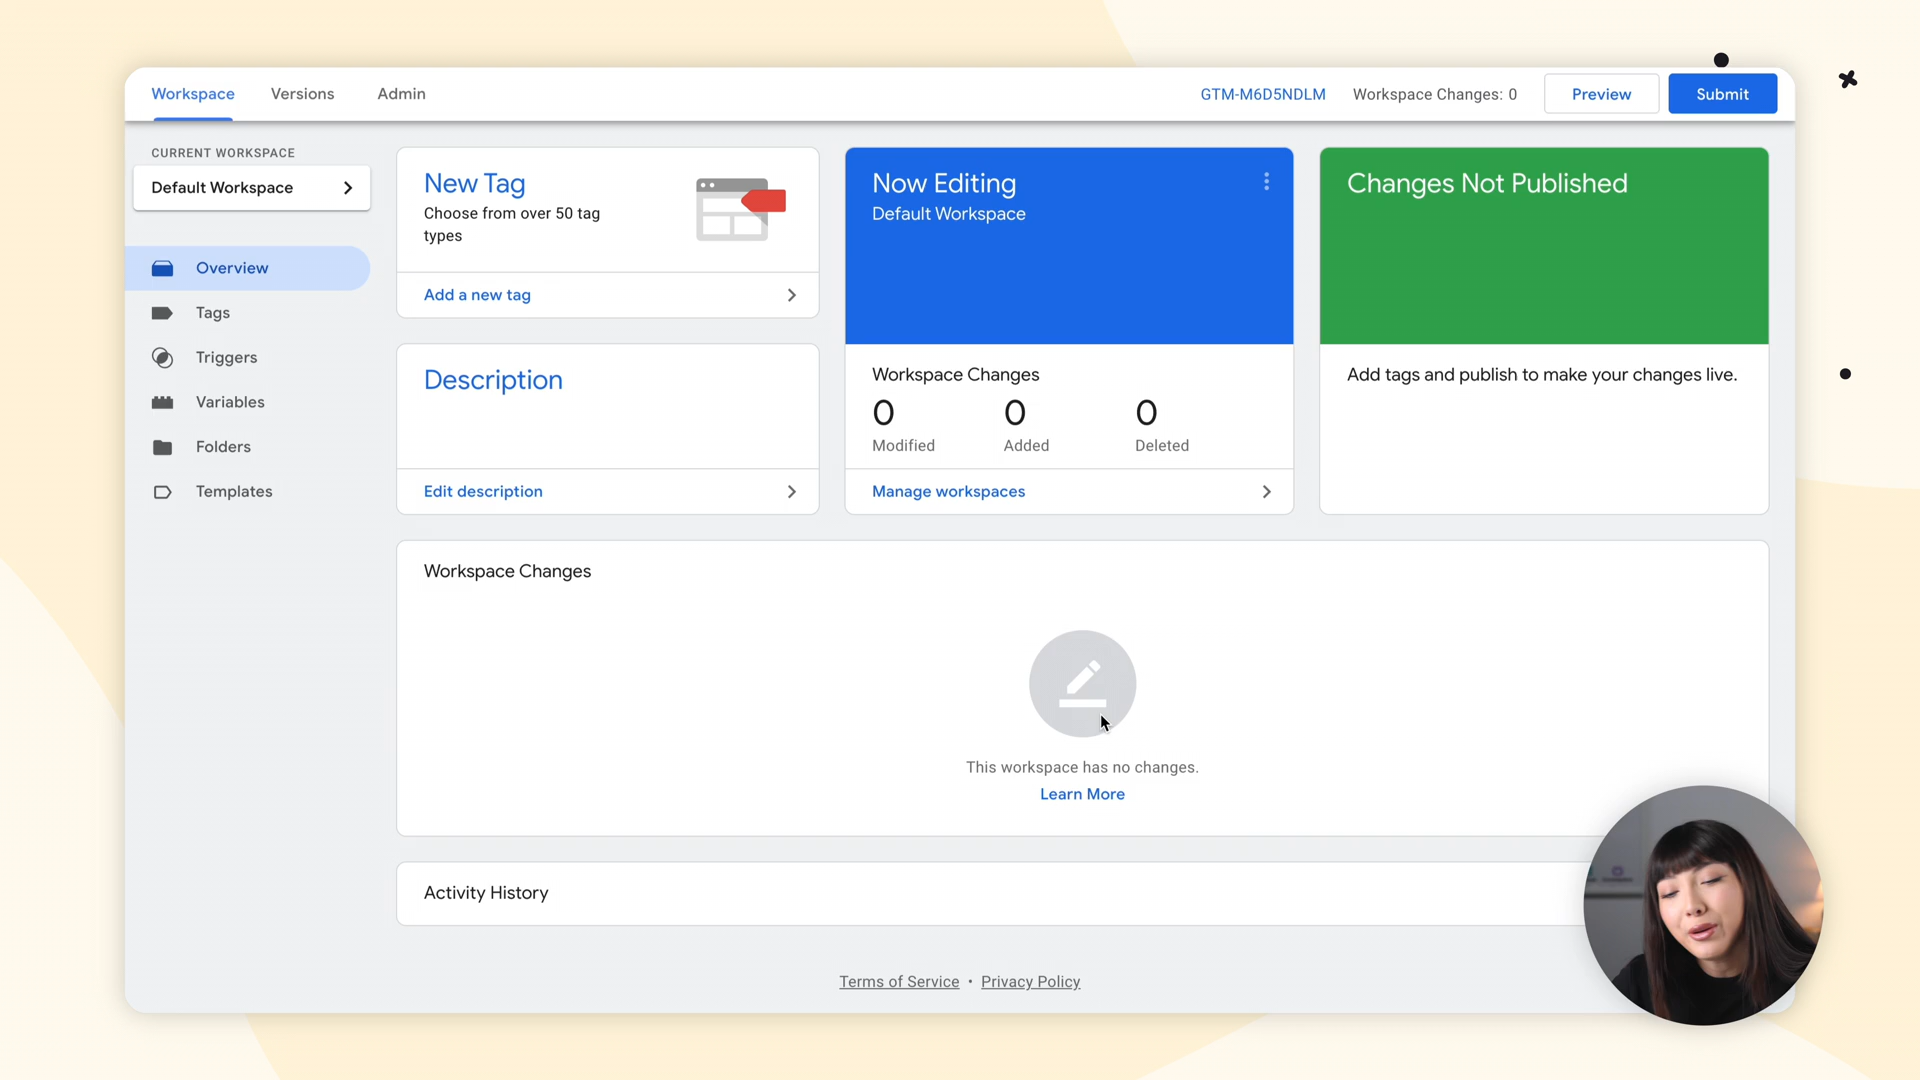 Workspace
Versions
Admin
GTM-M6D5NDLM
Workspace Changes: 0
Preview
Submit
CURRENT WORKSPACE
Default Workspace
Overview
Tags
Triggers
Variables
Folders
Templates
New Tag
Choose from over 50 tag
types
Add a new tag
Description
Edit description
Now Editing
Default Workspace
Workspace Changes
0
0
0
Modified
Added
Deleted
Manage workspaces
Changes Not Published
Add tags and publish to make your changes live.
Workspace Changes
This workspace has no changes.
Learn More
Activity History
Terms of Service • Privacy Policy